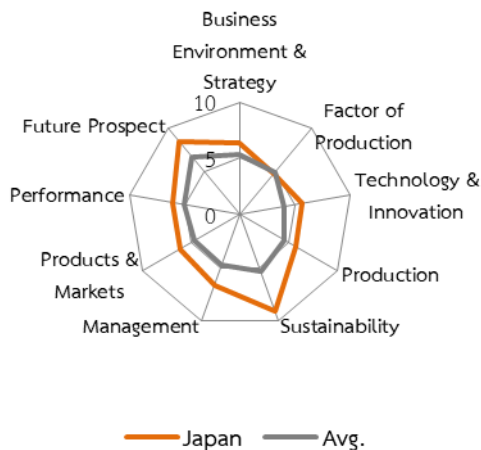 Business
Environment &
Strategy
10
5
0
Factor of
Production
Technology &
Innovation
Production
Sustainability
Management
Products &
Markets
Performance
Future Prospect
Japan
Avg.